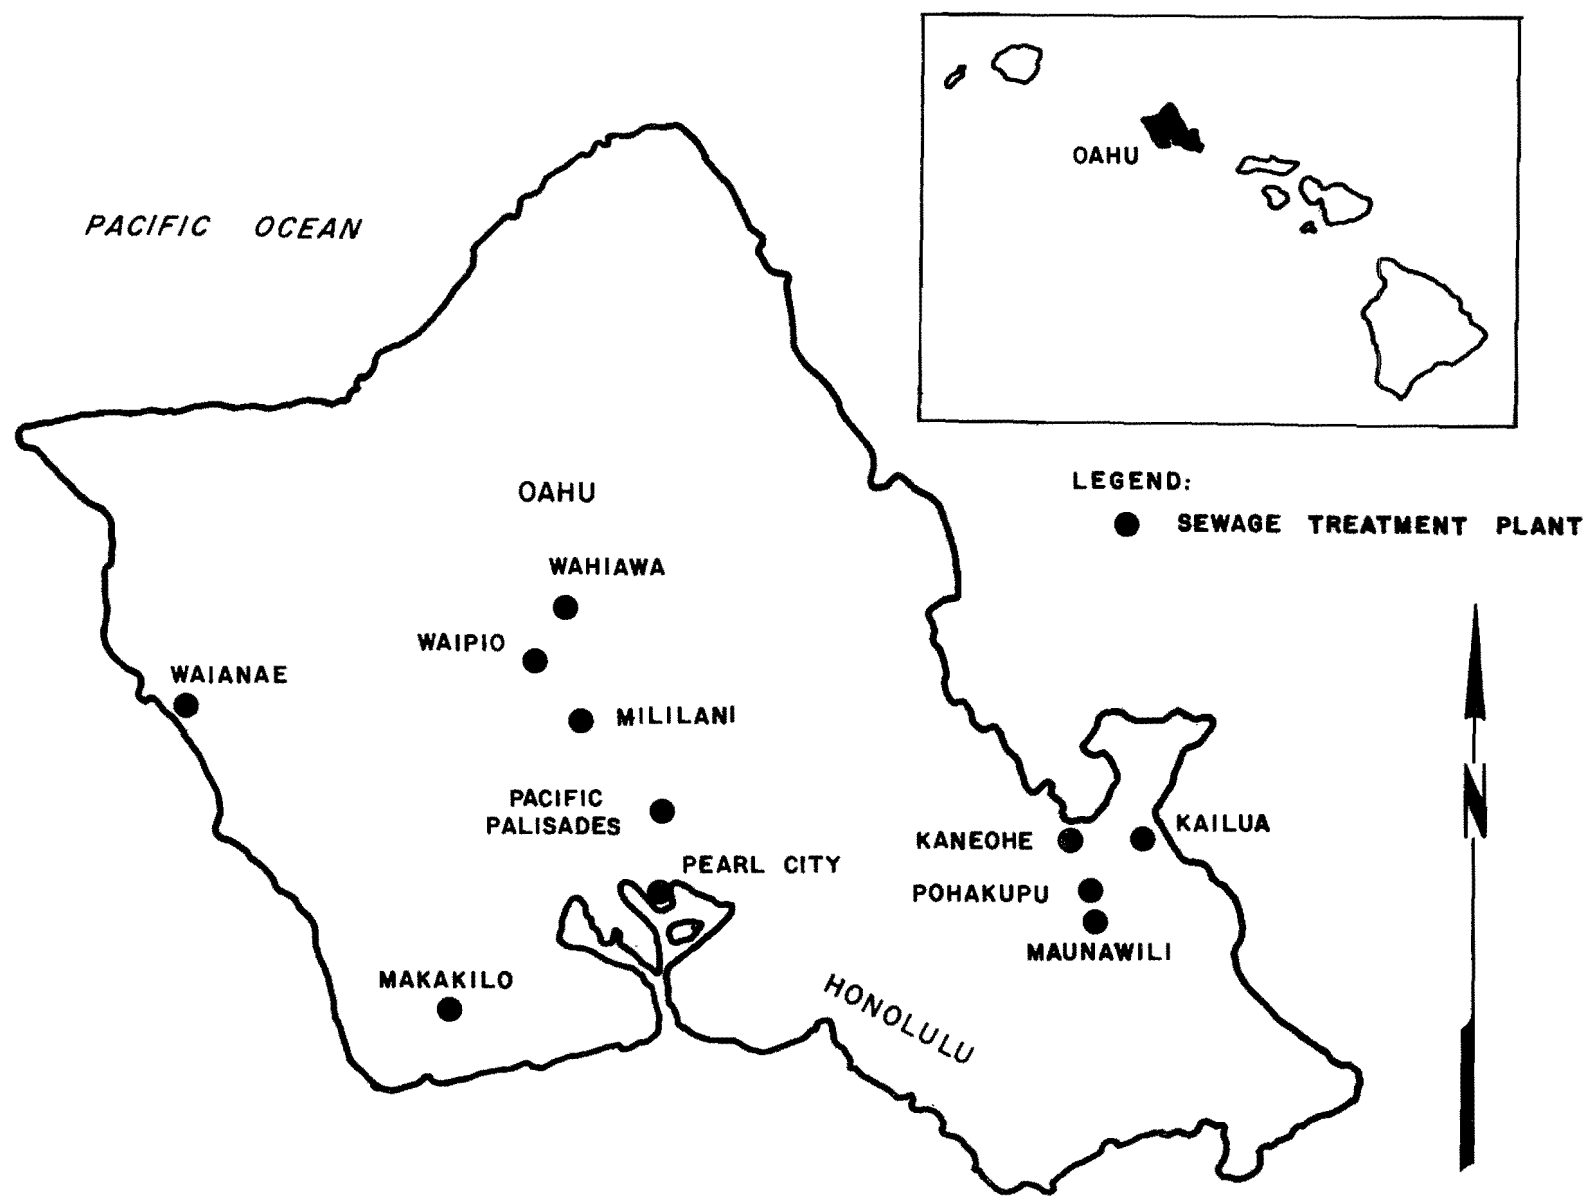 OAHU
PACIFIC OCEAN
LEGEND:
OAHU
SEWAGE TREATMENT PLANT
WAHIAWA
WAIPIO
WAIANAE
MILILANI
N
PACIFIC
PALISADES
KAILUA
KANEOHE
PEARL CITY
POHAKUPU
MAUNAWILI
MAKAKILO
HONOLULU